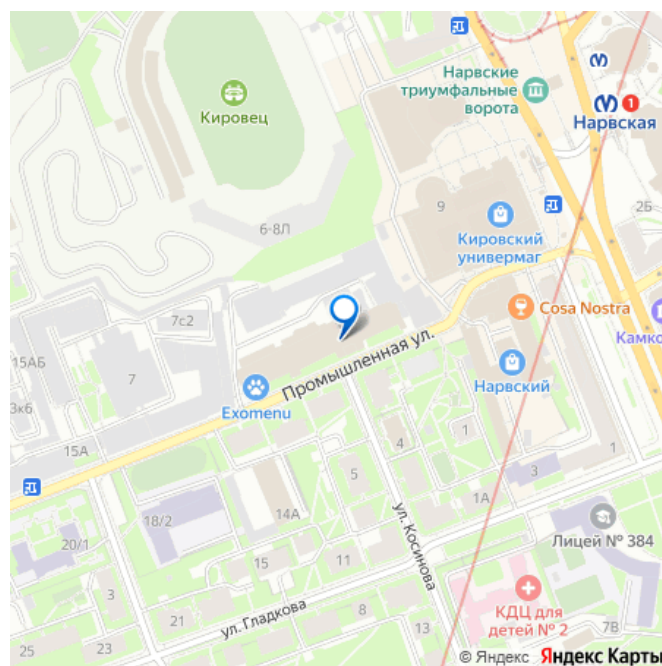 Нарвские
триумфальные
ворота
1
Нарвская
Кировец
9
2Б
6-8Л
Кировский
универмаг
7с2
Cosa Nostra
15АБ
Промышленная ул.
7
Камко
Exomenu
Нарвский
3к6
4
1
15А
1
5
3
1А
18/2
14А
ул. Косинова
Лицей № 384
20/1
15
11
3
КДЦ для
детей № 2
21
ул. Гладкова
8
7В
13
25
23
© Яндекс Яндекс Карты